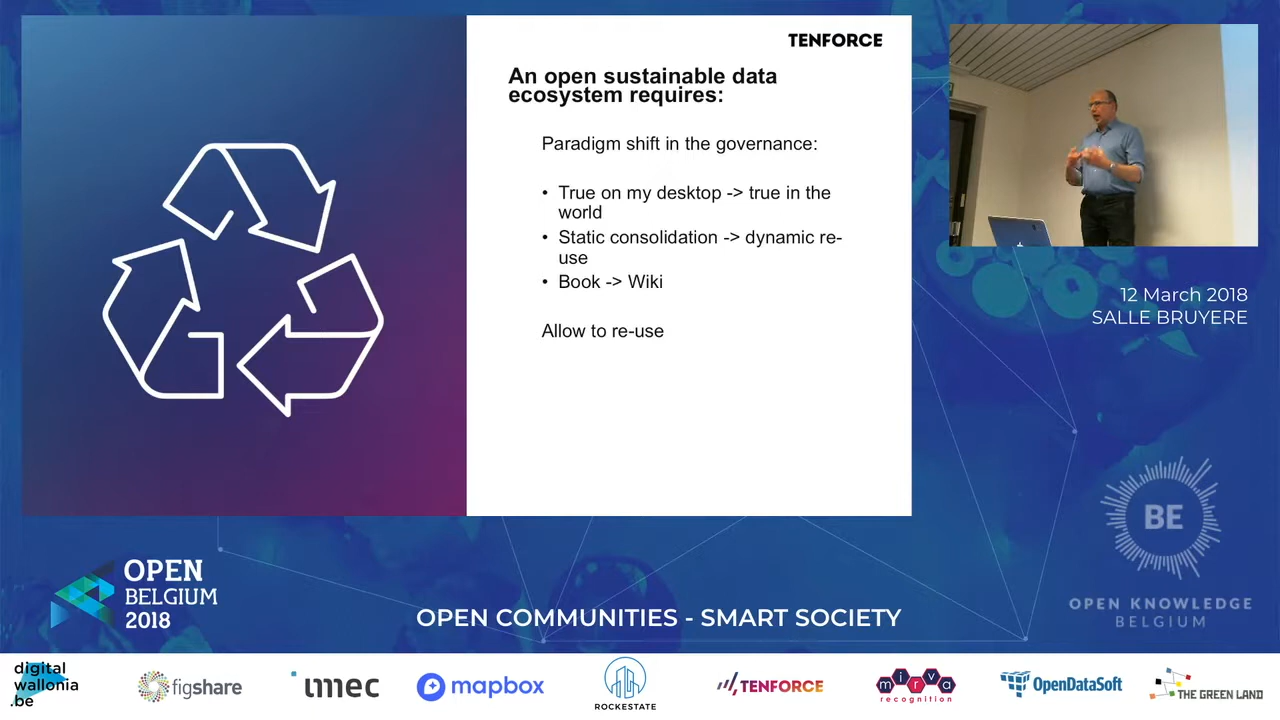 TENFORCE
An open sustainable data
ecosystem requires:
Paradigm shift in the governance:
• True on my desktop -> true in the
world
• Static consolidation -> dynamic re-
use
• Book -> Wiki
Allow to re-use
12 March 2018
SALLE BRUYERE
BE
OPEN KNOWLEDGE
BELGIUM
OPEN
BELGIUM
2018
OPEN COMMUNITIES - SMART SOCIETY
digital
wallonia
.be
figshare
imec
mapbox
ROCKESTATE
TENFORCE
mirva
recognition
OpenDataSoft
THE GREEN LAND